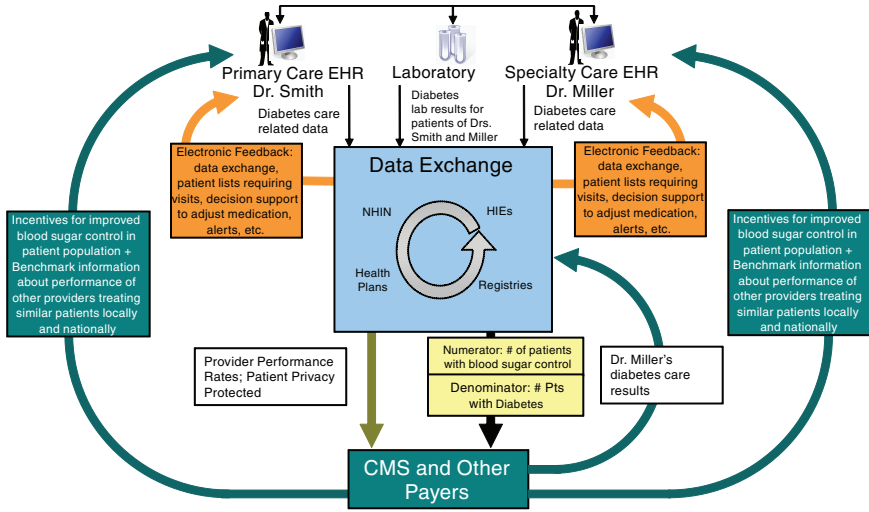 Primary Care EHR
Dr. Smith
Laboratory
Specialty Care EHR
Dr. Miller
Diabetes care
related data
Diabetes
lab results for
patients of Drs.
Smith and Miller
Diabetes care
related data
Electronic Feedback:
data exchange,
patient lists requiring
visits, decision support
to adjust medication,
alerts, etc.
Data Exchange
NHIN
HIEs
Health
Plans
Registries
Electronic Feedback:
data exchange,
patient lists requiring
visits, decision support
to adjust medication,
alerts, etc.
Incentives for improved
blood sugar control in
patient population +
Benchmark information
about performance of
other providers treating
similar patients locally
and nationally
Incentives for improved
blood sugar control in
patient population +
Benchmark information
about performance of
other providers treating
similar patients locally
and nationally
Provider Performance
Rates; Patient Privacy
Protected
Numerator: # of patients
with blood sugar control
Denominator: # Pts
with Diabetes
Dr. Miller's
diabetes care
results
CMS and Other
Payers